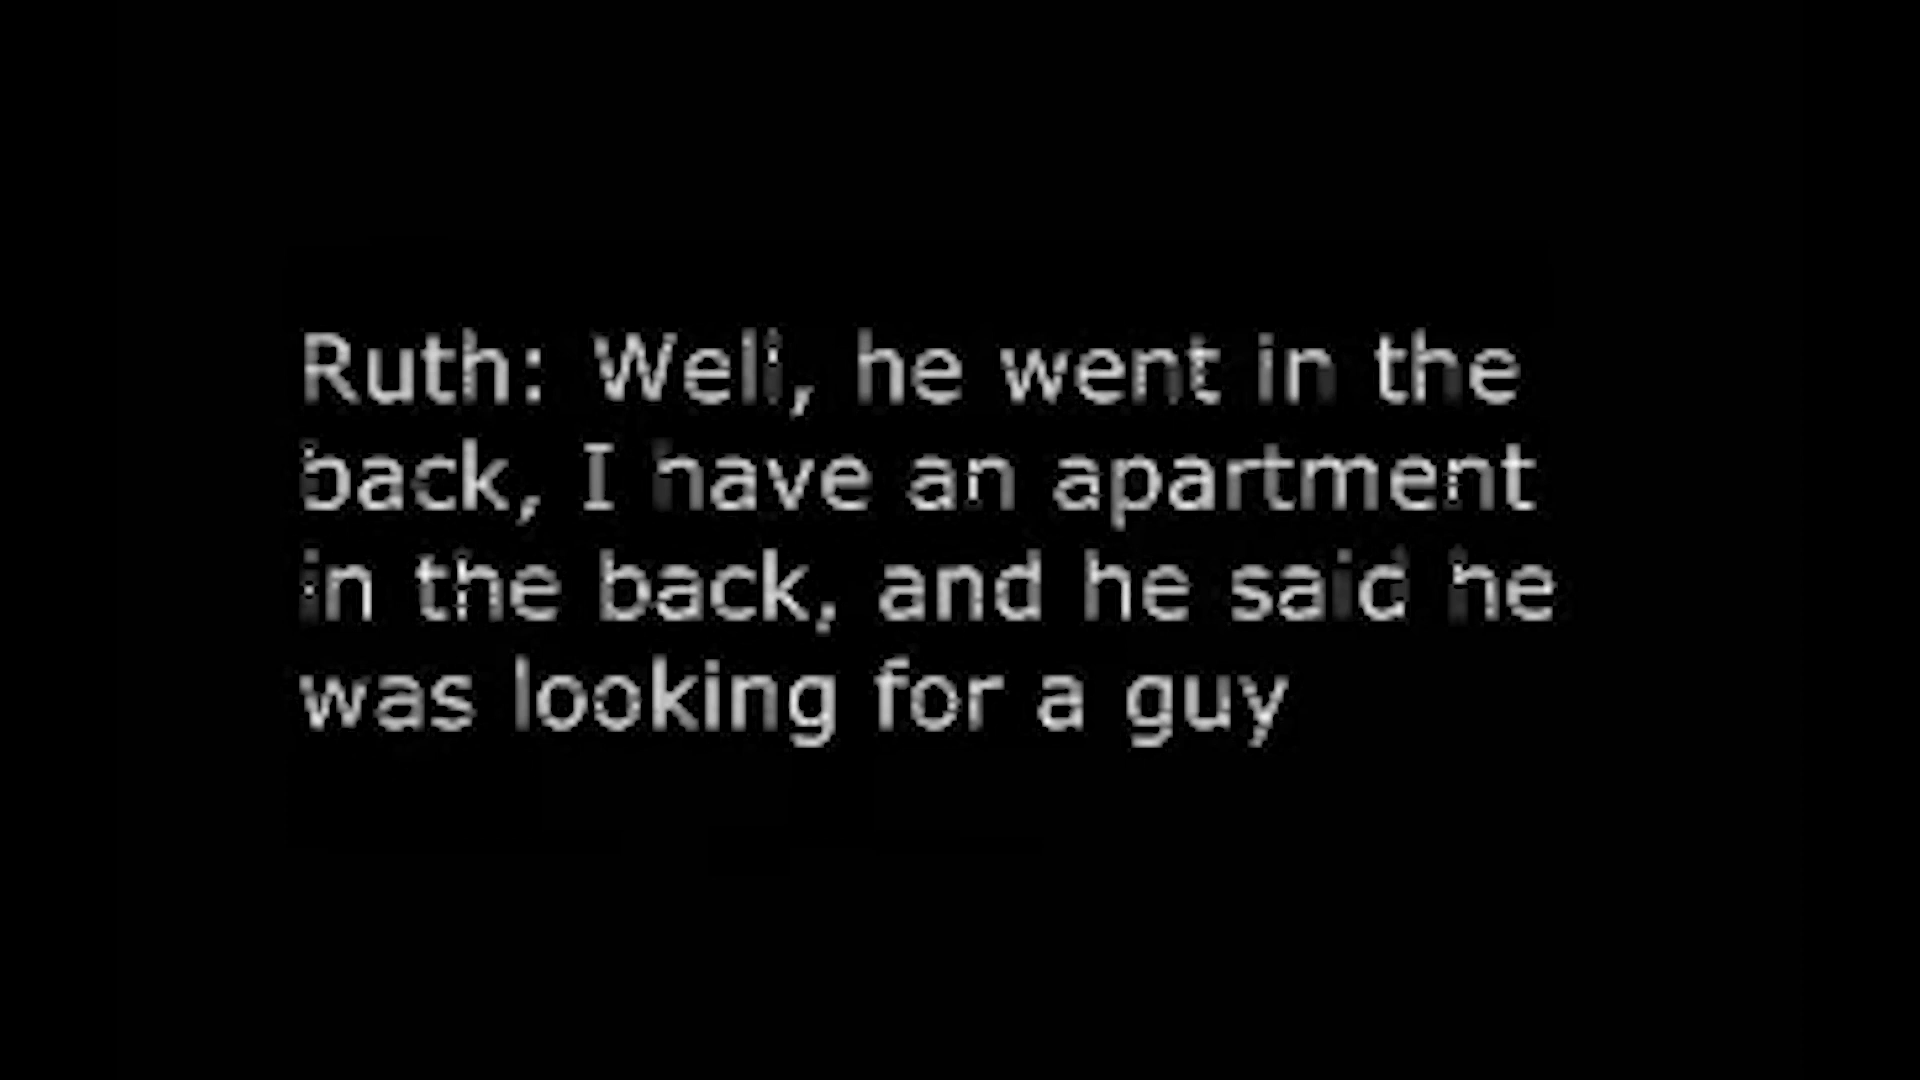 Ruth: Well, he went in the
back, I have an apartment
in the back, and he said he
was looking for a guy